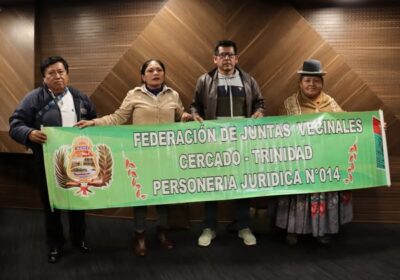 FEDERACIÓN DE JUNTAS VECINALES
CERCADO - TRINIDAD
PERSONERIA JURIDICA N°014